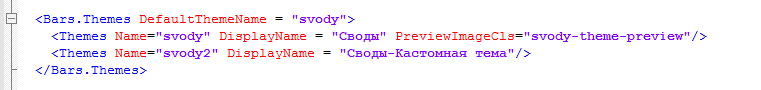 <Bars.Themes DefaultThemeName = "svody">
<Themes Name="svody" DisplayName = "Своды" PreviewImageCls="svody-theme-preview"/>
<Themes Name="svody2" DisplayName = "Своды-Кастомная тема"/>
</Bars.Themes>